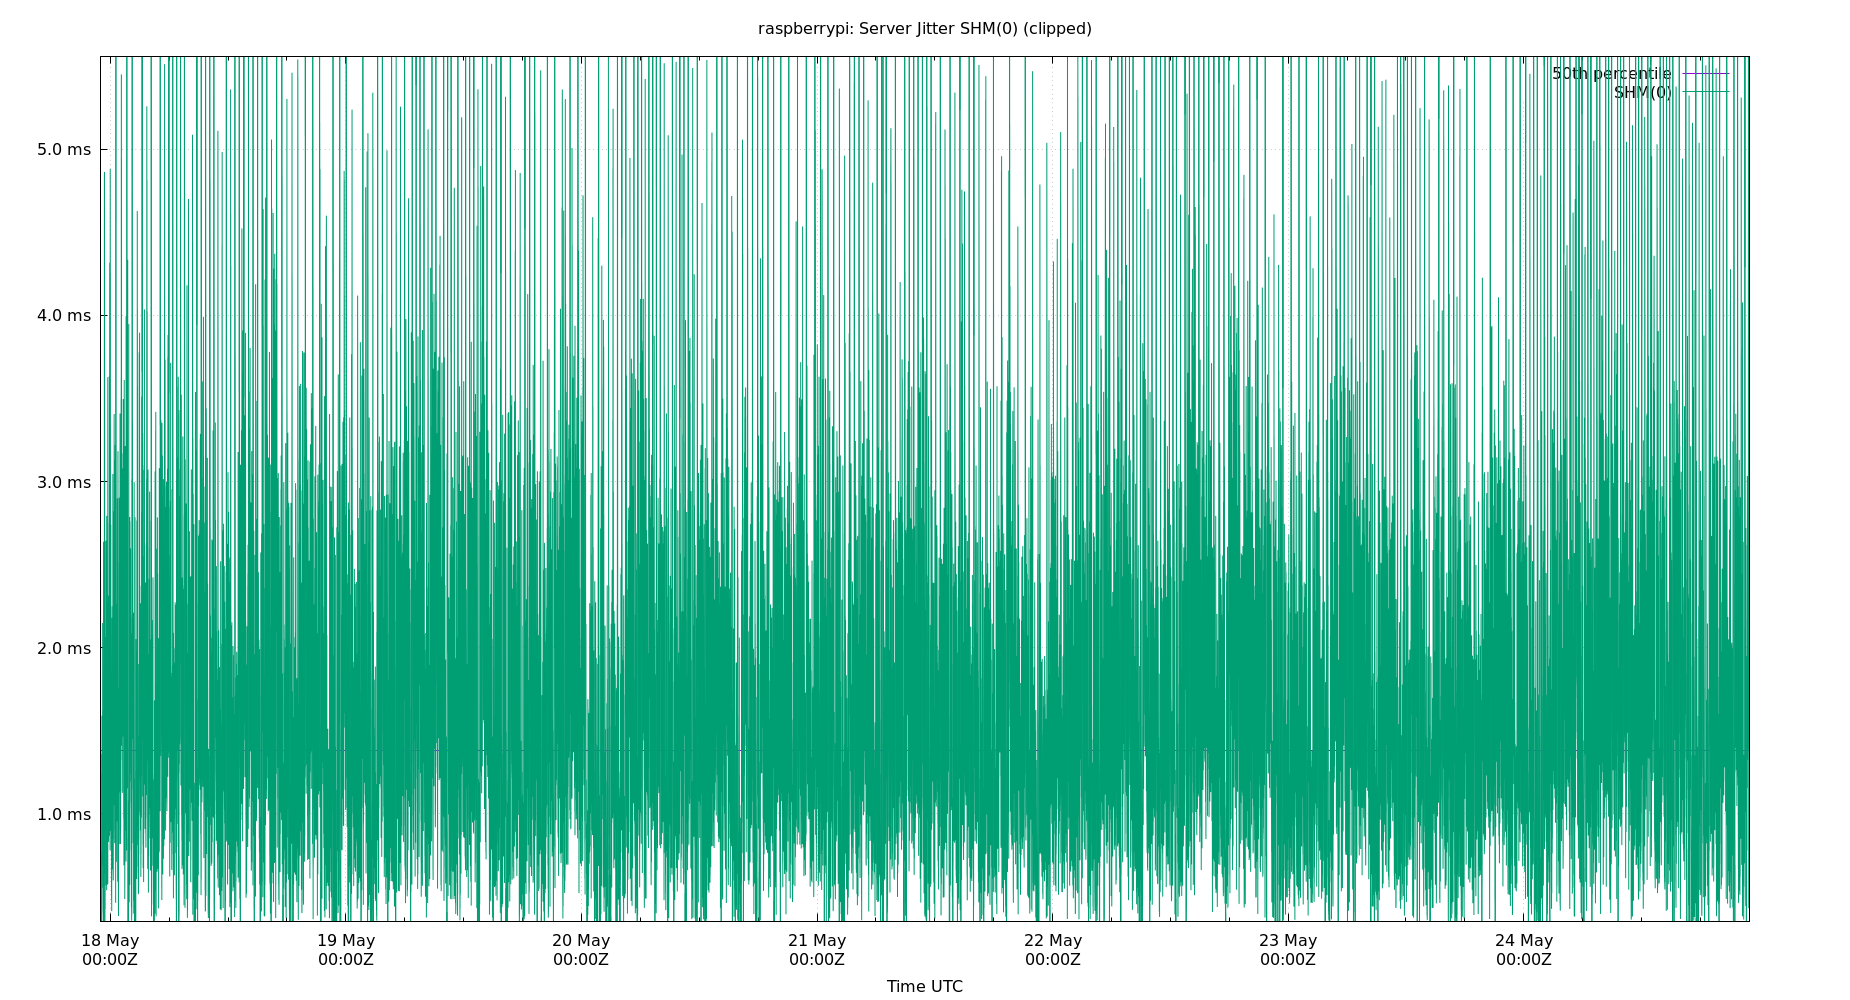 raspberrypi: Server Jitter SHM(0) (clipped)
50th percentile
SHM(0)
5.0 ms
4.0 ms
3.0 ms
2.0 ms
1.0 ms
18 May 19 May 20 May 21 May 22 May 23 May 24 May
00:00Z 00:00Z 00:00Z 00:00Z 00:00Z 00:00Z 00:00Z
Time UTC